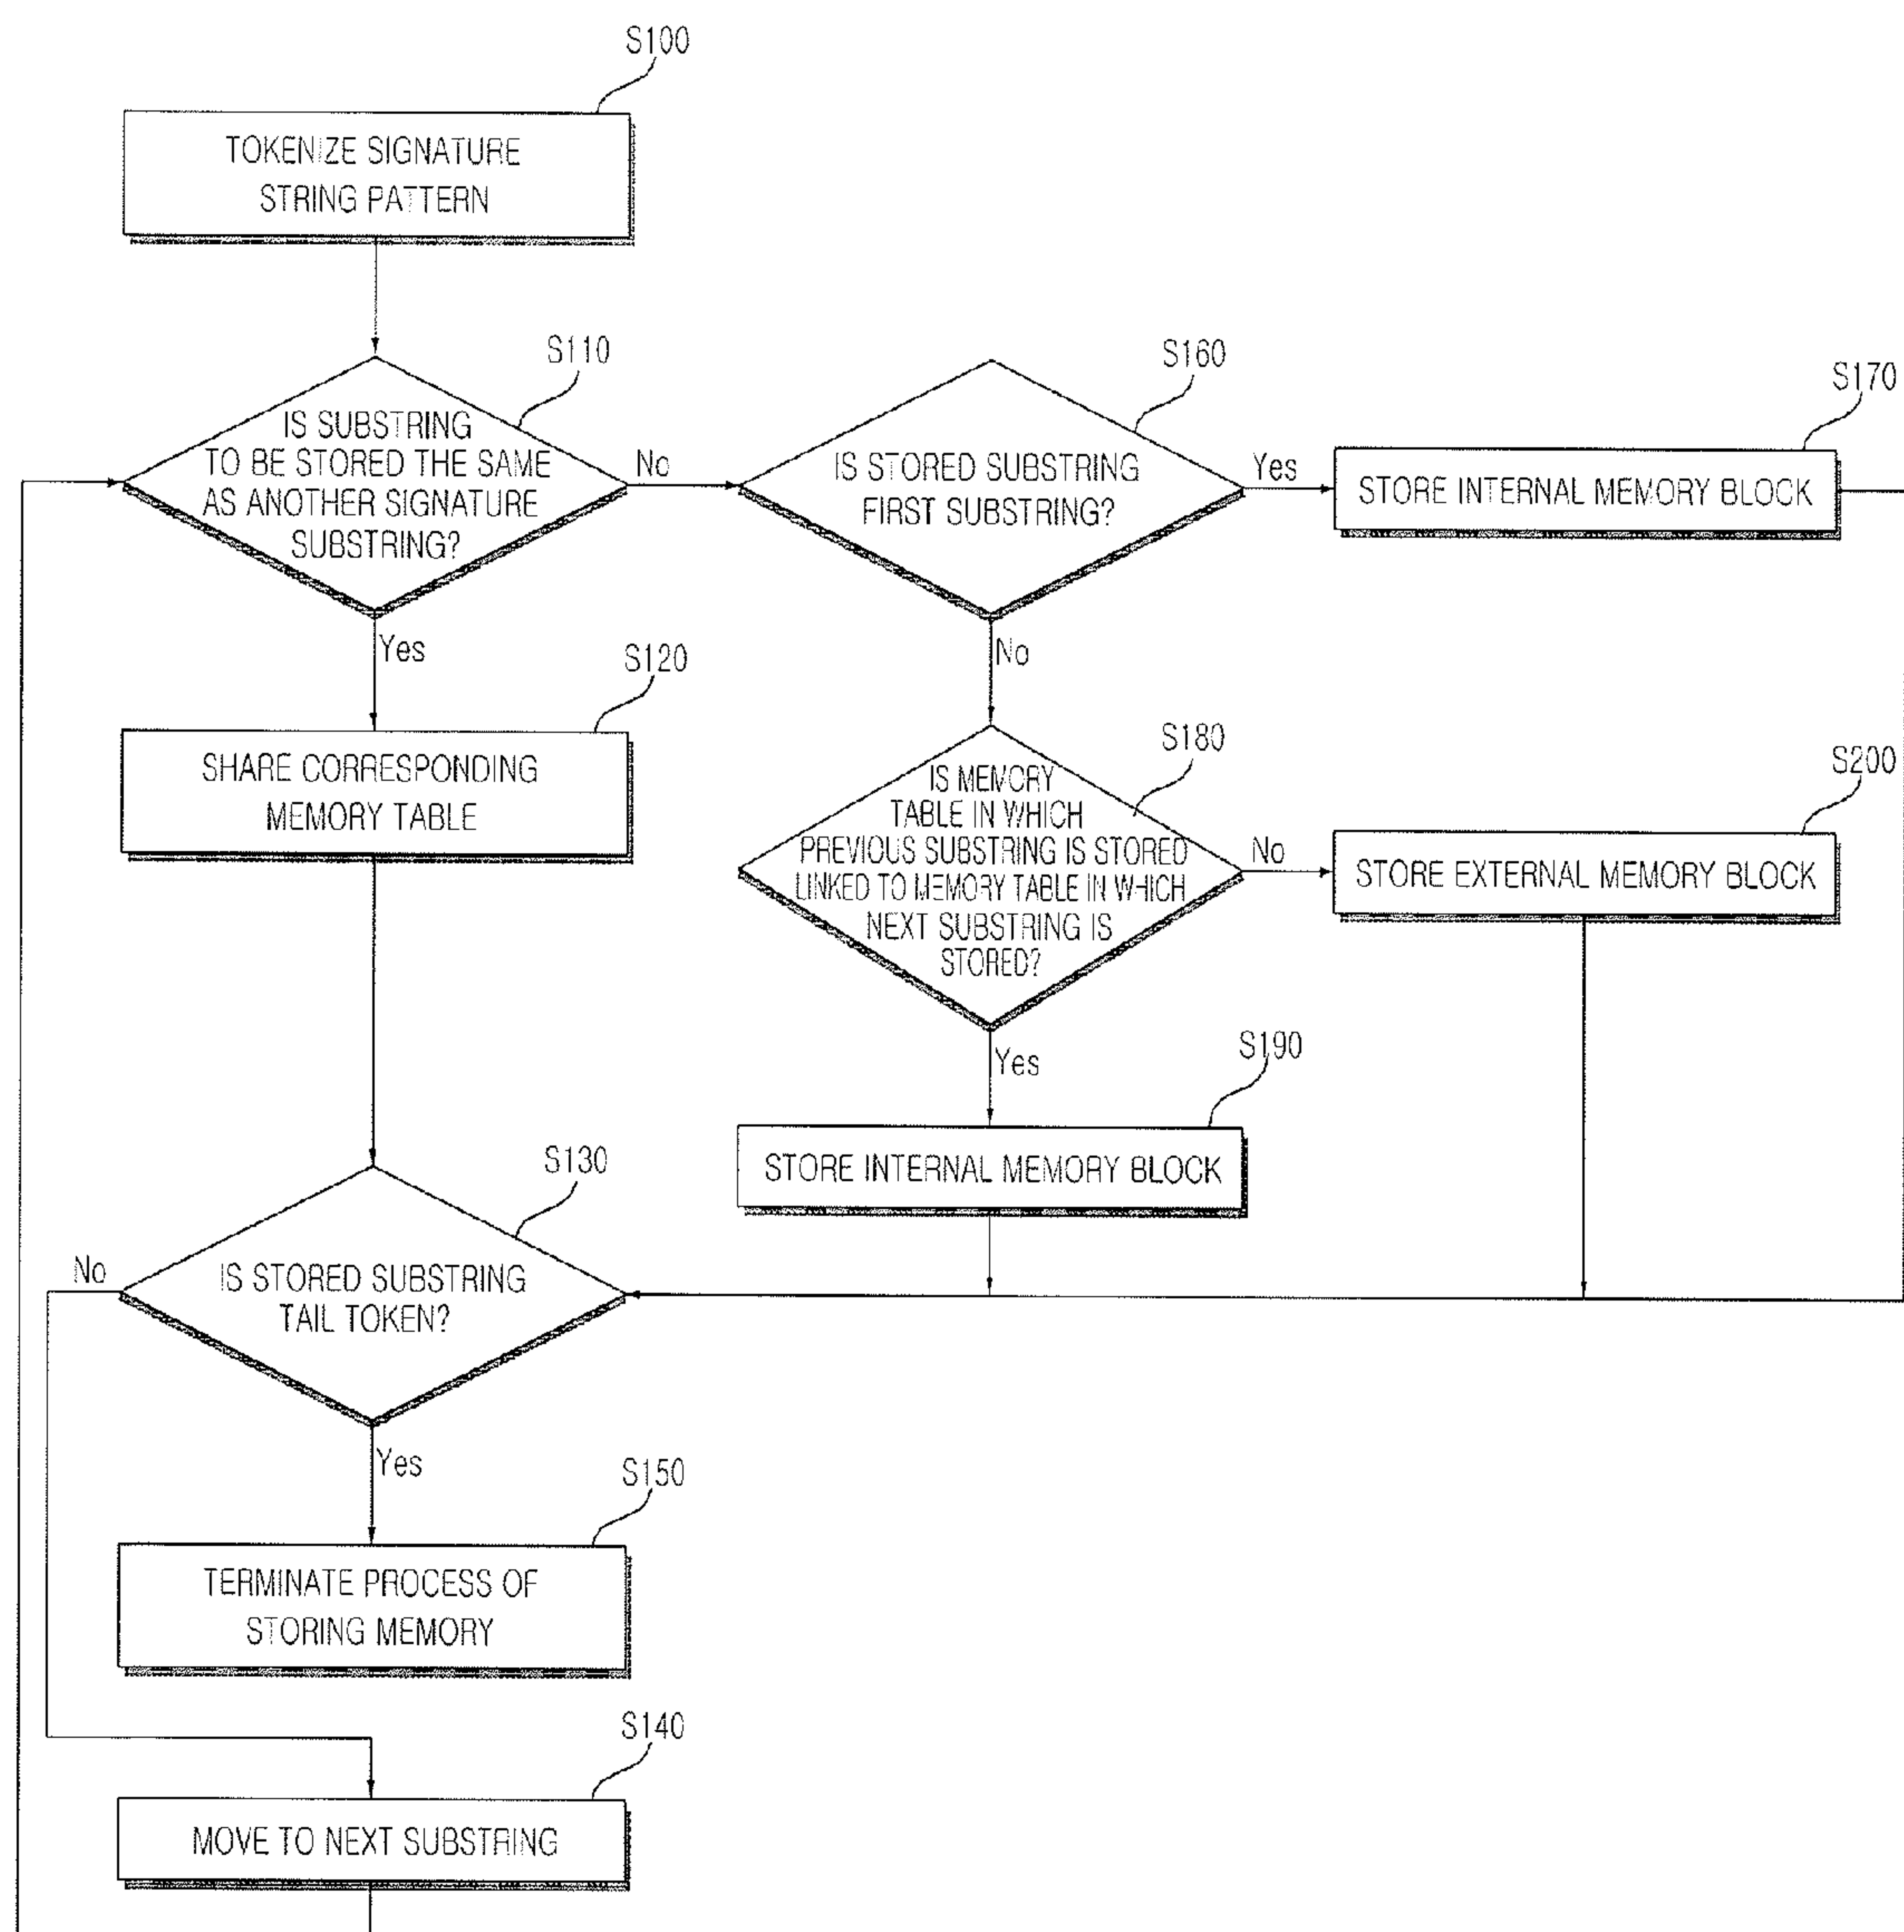 S100
TOKENIZE SIGNATURE
STRING PATTERN
S110
IS SUBSTRING
TO BE STORED THE SAME
AS ANOTHER SIGNATURE
SUBSTRING?
No
Yes
S160
IS STORED SUBSTRING
FIRST SUBSTRING?
Yes
No
S170
STORE INTERNAL MEMORY BLOCK
S120
SHARE CORRESPONDING
MEMORY TABLE
S180
IS MEMORY
TABLE IN WHICH
PREVIOUS SUBSTRING IS STORED
LINKED TO MEMORY TABLE IN WHICH
NEXT SUBSTRING IS
STORED?
No
Yes
S200
STORE EXTERNAL MEMORY BLOCK
S190
STORE INTERNAL MEMORY BLOCK
S130
IS STORED SUBSTRING
TAIL TOKEN?
No
Yes
S150
TERMINATE PROCESS OF
STORING MEMORY
S140
MOVE TO NEXT SUBSTRING